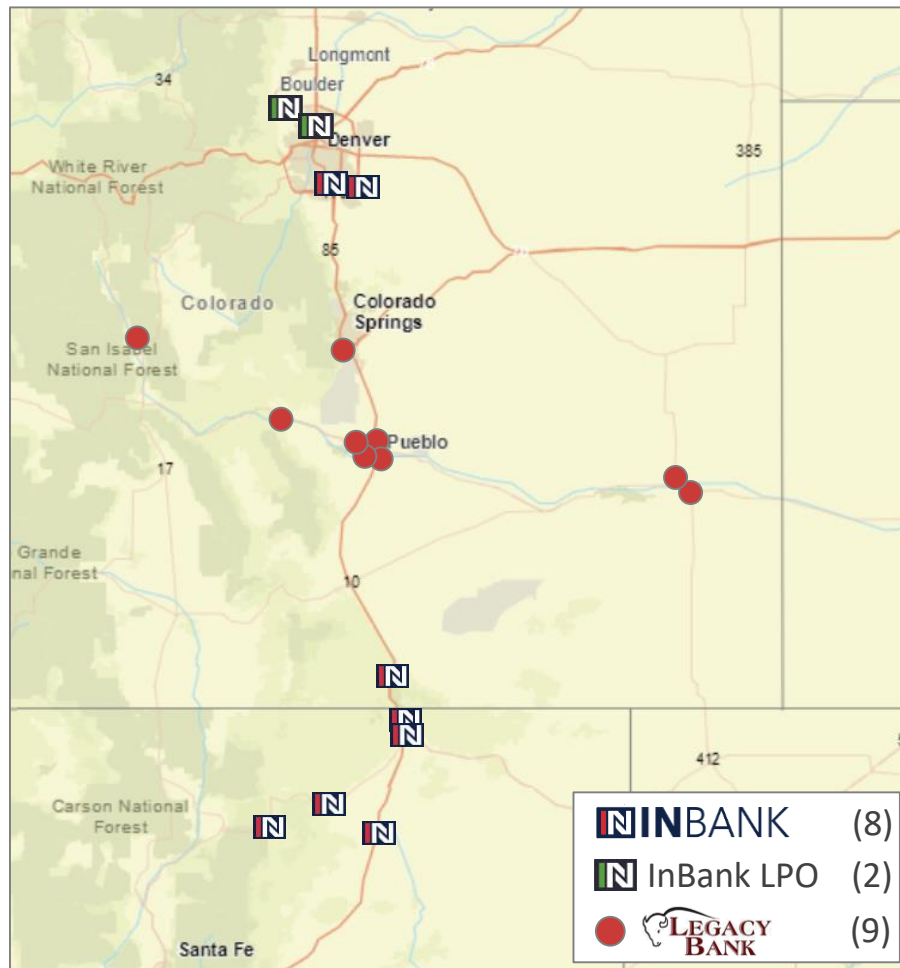 Longmont
34
Boulder
Denver
385
White River
National Forest
85
Colorado
Colorado
Springs
San Isabel
National Forest
Pueblo
17
Grande
nal Forest
10
412
Carson National
Forest
Santa Fe
INBANK (8)
InBank LPO (2)
LEGACY
BANK (9)